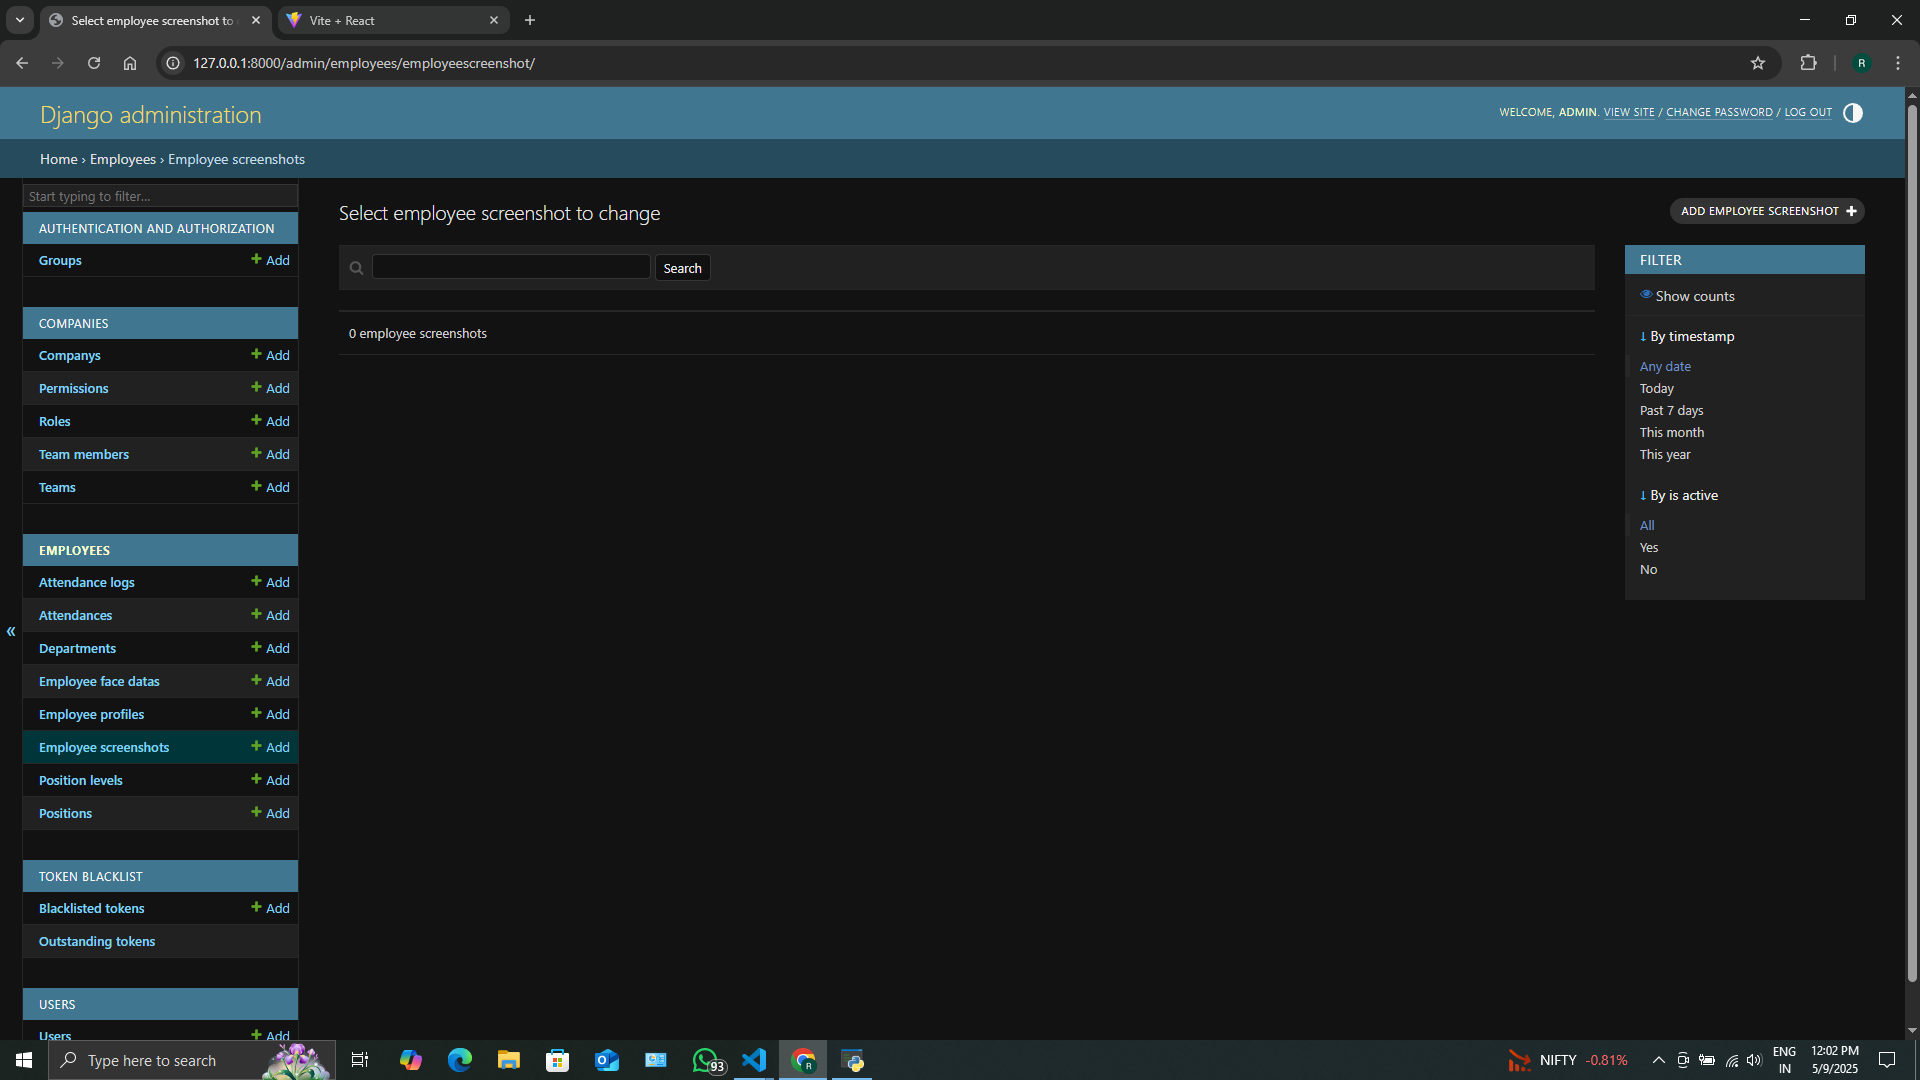 Select employee screenshot to
Vite + React
127.0.0.1:8000/admin/employees/employeescreenshot/
R
Django administration
WELCOME, ADMIN. VIEW SITE / CHANGE PASSWORD / LOG OUT
Home › Employees › Employee screenshots
Start typing to filter...
AUTHENTICATION AND AUTHORIZATION
Groups + Add
COMPANIES
Companys + Add
Permissions + Add
Roles + Add
Team members + Add
Teams + Add
EMPLOYEES
Attendance logs + Add
Attendances + Add
Departments + Add
Employee face datas + Add
Employee profiles + Add
Employee screenshots + Add
Position levels + Add
Positions + Add
TOKEN BLACKLIST
Blacklisted tokens + Add
Outstanding tokens
USERS
Users + Add
«
Select employee screenshot to change
ADD EMPLOYEE SCREENSHOT +
Search
0 employee screenshots
FILTER
Show counts
↓ By timestamp
Any date
Today
Past 7 days
This month
This year
↓ By is active
All
Yes
No
Type here to search
93
R
NIFTY -0.81%
ENG
IN
12:02 PM
5/9/2025